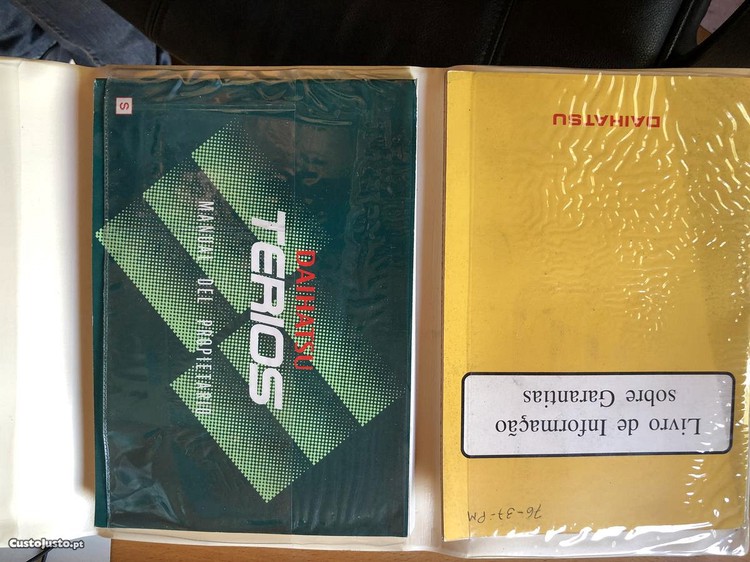 S
DAIHATSU
TERIOS
MANUAL DEL PROPIETARIO
DAIHATSU
Livro de Informação
sobre Garantias
76-37-PM
CustoJusto.pt